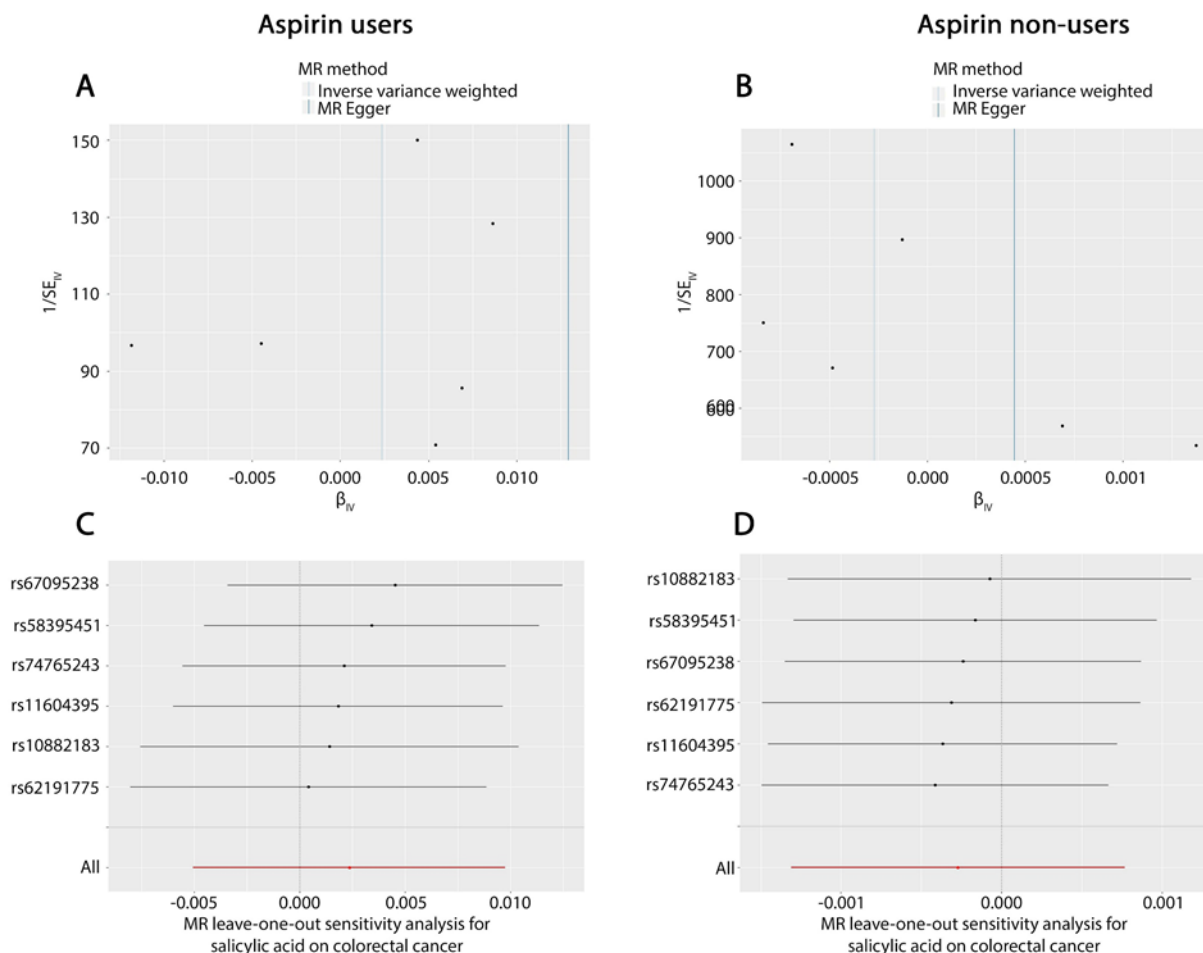 Aspirin users
Aspirin non-users
A
MR method
Inverse variance weighted
MR Egger
150
130
110
90
70
1/SE_IV
-0.010
-0.005
0.000
0.005
0.010
β_IV
B
MR method
Inverse variance weighted
MR Egger
1000
900
800
700
600
600
1/SE_IV
-0.0005
0.000
0.0005
0.001
β_IV
C
rs67095238
rs58395451
rs74765243
rs11604395
rs10882183
rs62191775
All
-0.005
0.000
0.005
0.010
MR leave-one-out sensitivity analysis for
salicylic acid on colorectal cancer
D
rs10882183
rs58395451
rs67095238
rs62191775
rs11604395
rs74765243
All
-0.001
0.000
0.001
MR leave-one-out sensitivity analysis for
salicylic acid on colorectal cancer